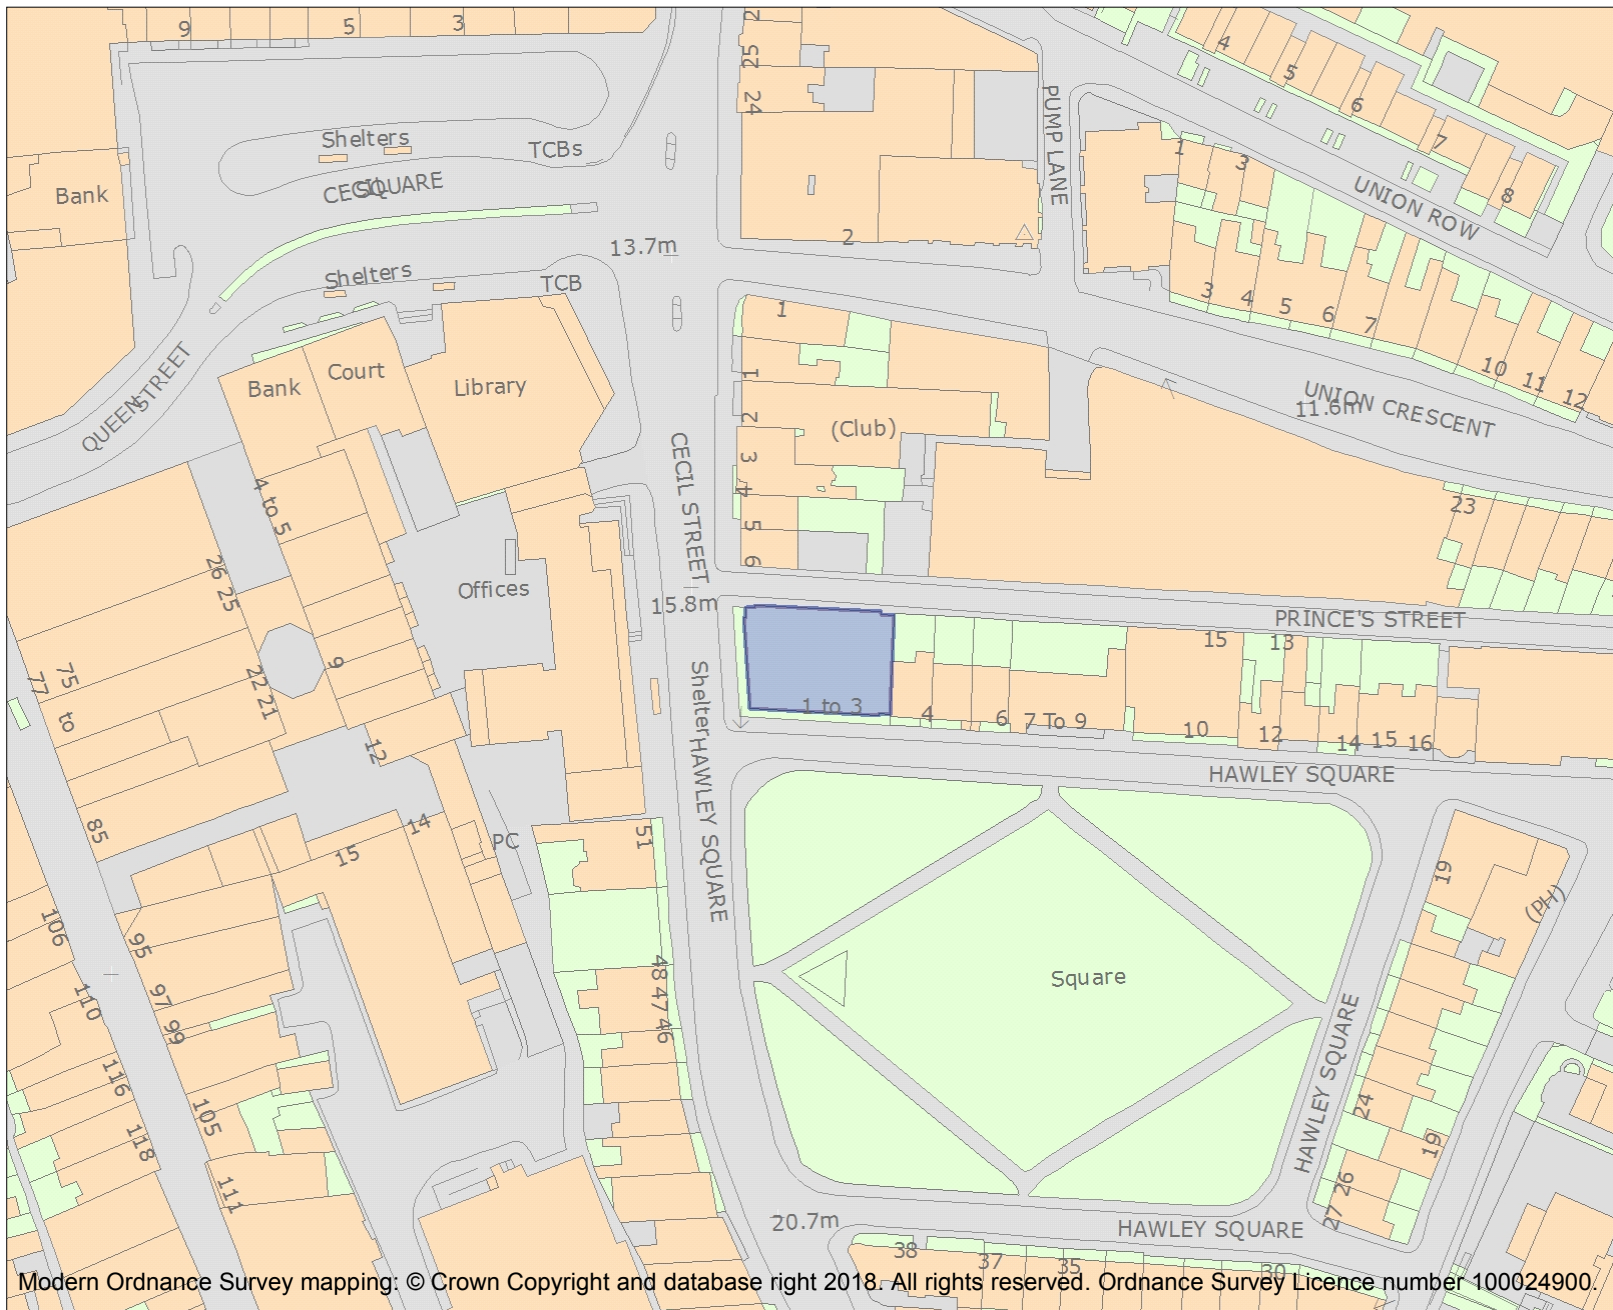 9
5
3
2
25
24
4
5
6
7
8
PUMP LANE
1
3
UNION ROW
Shelters
TCBs
Bank
CECIL
SQUARE
13.7m
2
Shelters
TCB
3
4
5
6
7
10
11
12
1
QUEEN STREET
Bank
Court
Library
1
2
(Club)
UNION CRESCENT
11.6m
CECIL STREET
3
4
5
6
4 to 5
23
26 25
Offices
15.8m
PRINCE'S STREET
15
13
75
to
77
22 21
9
Shelter
1 to 3
4
6
7 To 9
10
12
14
15
16
12
HAWLEY SQUARE
HAWLEY SQUARE
85
14
15
PC
51
19
(PH)
106
95
48 47 46
Square
110
97
99
HAWLEY SQUARE
116
105
24
118
19
111
26
27
20.7m
HAWLEY SQUARE
38
37
35
30
Modern Ordnance Survey mapping: © Crown Copyright and database right 2018. All rights reserved. Ordnance Survey Licence number 100024900.